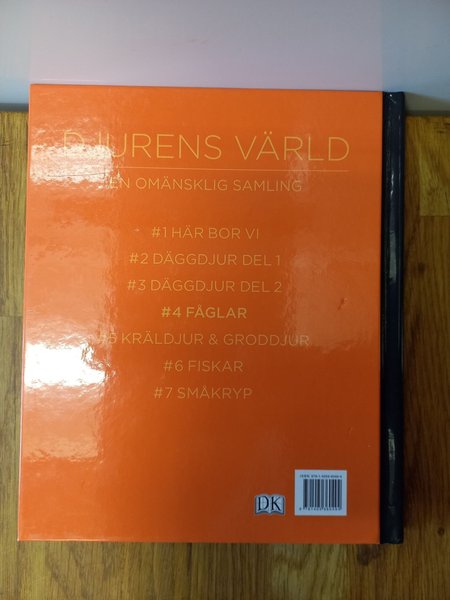 DJURENS VÄRLD
EN OMÄNSKLIG SAMLING
#1 HÄR BOR VI
#2 DÄGGDJUR DEL 1
#3 DÄGGDJUR DEL 2
#4 FÅGLAR
#5 KRÄLDJUR & GRODDJUR
#6 FISKAR
#7 SMÅKRYP
DK